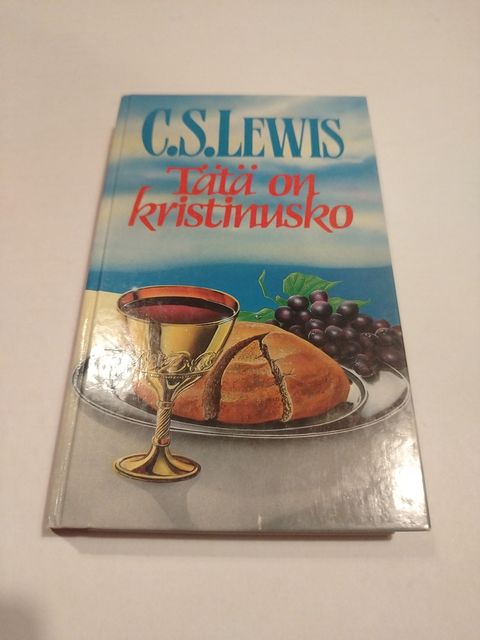 C.S. LEWIS
Tätä on
kristinusko